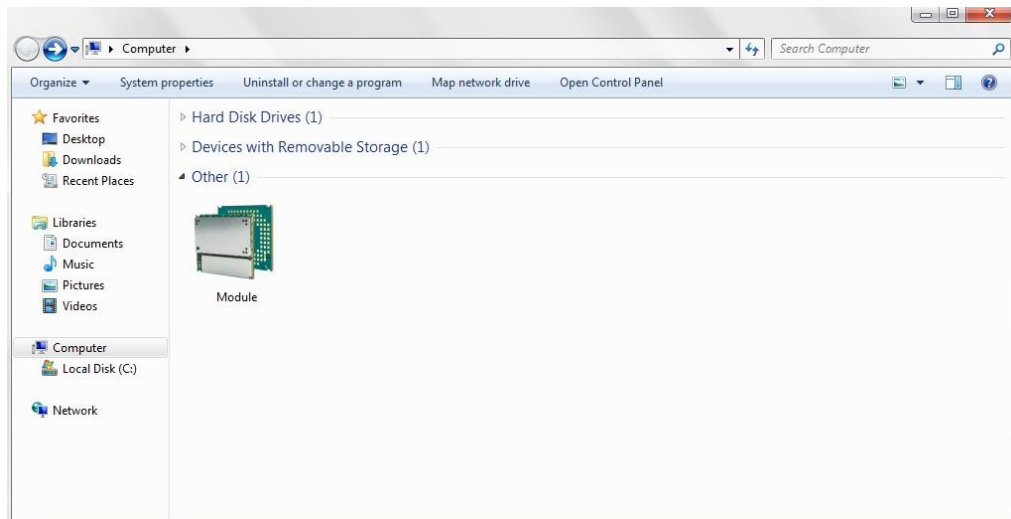 Computer
Search Computer
Organize System properties Uninstall or change a program Map network drive Open Control Panel
Favorites
Desktop
Downloads
Recent Places
Libraries
Documents
Music
Pictures
Videos
Computer
Local Disk (C:)
Network
Hard Disk Drives (1)
Devices with Removable Storage (1)
Other (1)
Module